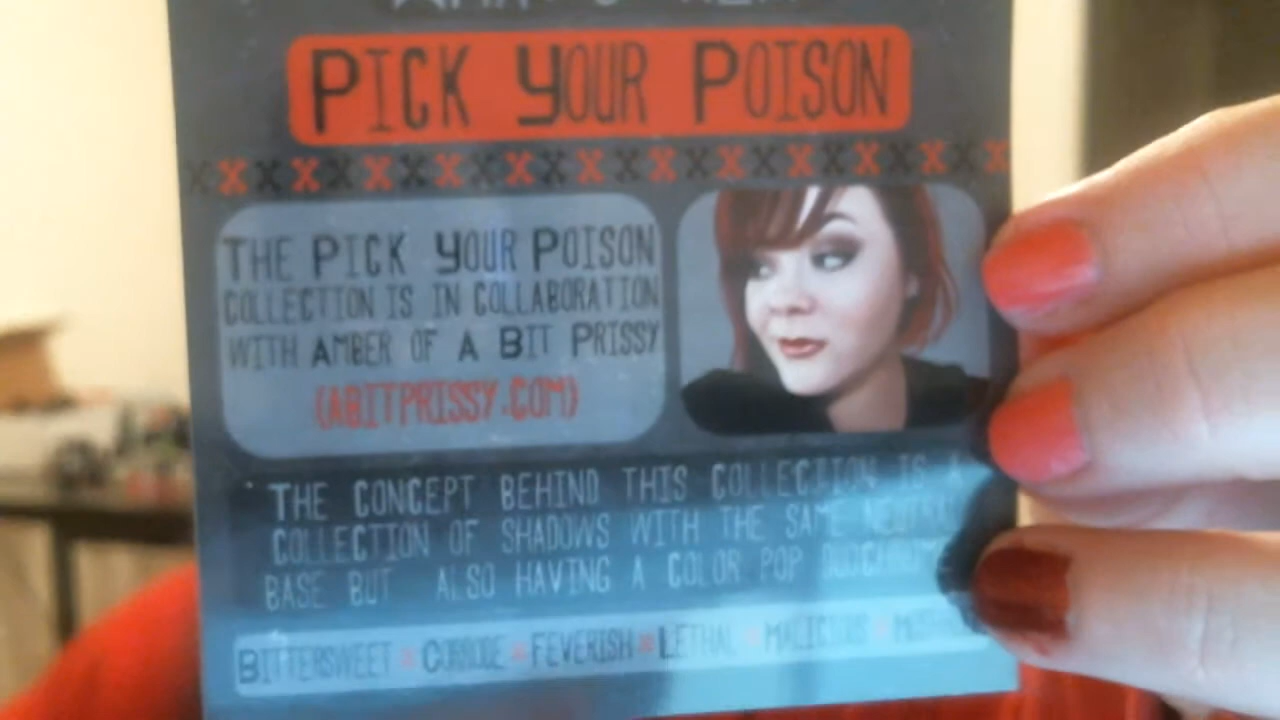 PICK YOUR POISON
THE PICK YOUR POISON
COLLECTION IS IN COLLABORATION
WITH AMBER OF A BIT PRISSY
(ABITPRISSY.COM)
THE CONCEPT BEHIND THIS COLLECTION IS A
COLLECTION OF SHADOWS WITH THE SAME NEUTRAL
BASE BUT ALSO HAVING A COLOR POP
BITTERSWEET * CORRODE * FEVERISH * LETHAL * MALICIOUS *